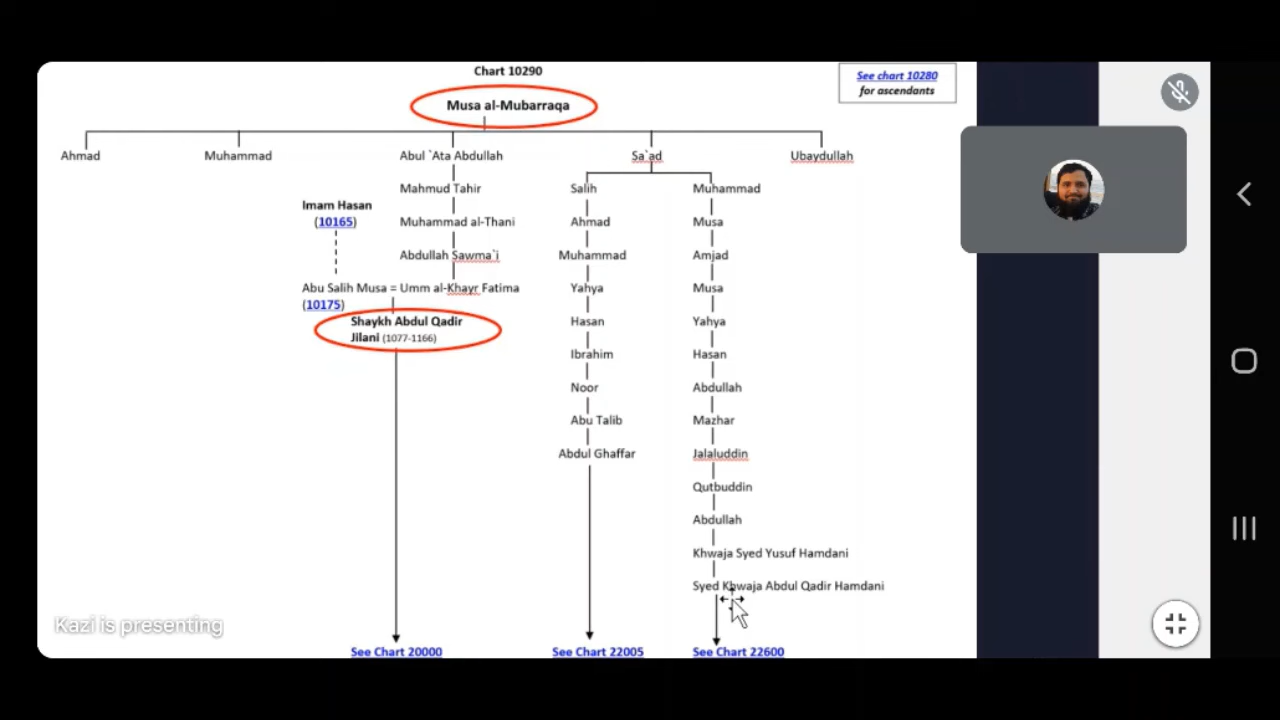 Chart 10290
See chart 10280
for ascendants
Musa al-Mubarraqa
Ahmad
Muhammad
Abul `Ata Abdullah
Sa`ad
Ubaydullah
Mahmud Tahir
Muhammad al-Thani
Abdullah Sawma`i
Imam Hasan
(10165)
Abu Salih Musa = Umm al-Khayr Fatima
(10175)
Shaykh Abdul Qadir
Jilani (1077-1166)
See Chart 20000
Salih
Ahmad
Muhammad
Yahya
Hasan
Ibrahim
Noor
Abu Talib
Abdul Ghaffar
See Chart 22005
Muhammad
Musa
Amjad
Musa
Yahya
Hasan
Abdullah
Mazhar
Jalaluddin
Qutbuddin
Abdullah
Khwaja Syed Yusuf Hamdani
Syed Khwaja Abdul Qadir Hamdani
See Chart 22600
Kazi is presenting